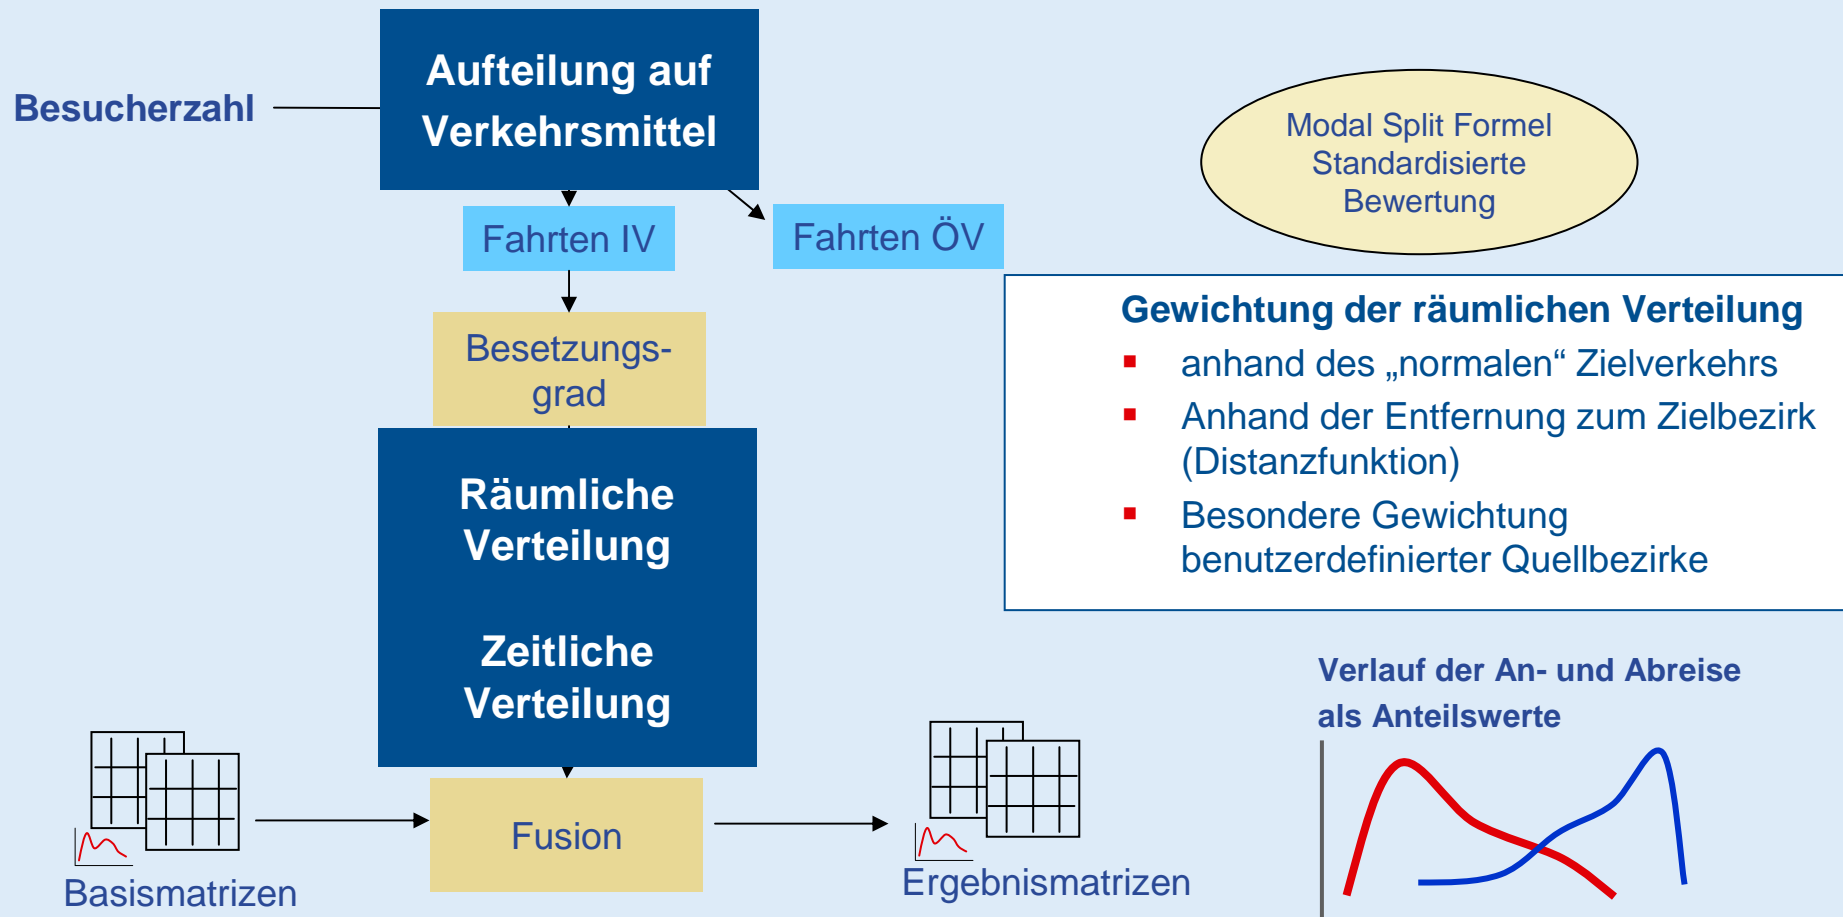 Besucherzahl
Aufteilung auf
Verkehrsmittel
Modal Split Formel
Standardisierte
Bewertung
Fahrten IV
Fahrten ÖV
Besetzungs-
grad
Gewichtung der räumlichen Verteilung
anhand des „normalen“ Zielverkehrs
Anhand der Entfernung zum Zielbezirk
(Distanzfunktion)
Besondere Gewichtung
benutzerdefinierter Quellbezirke
Räumliche
Verteilung
Zeitliche
Verteilung
Verlauf der An- und Abreise
als Anteilswerte
Basismatrizen
Fusion
Ergebnismatrizen